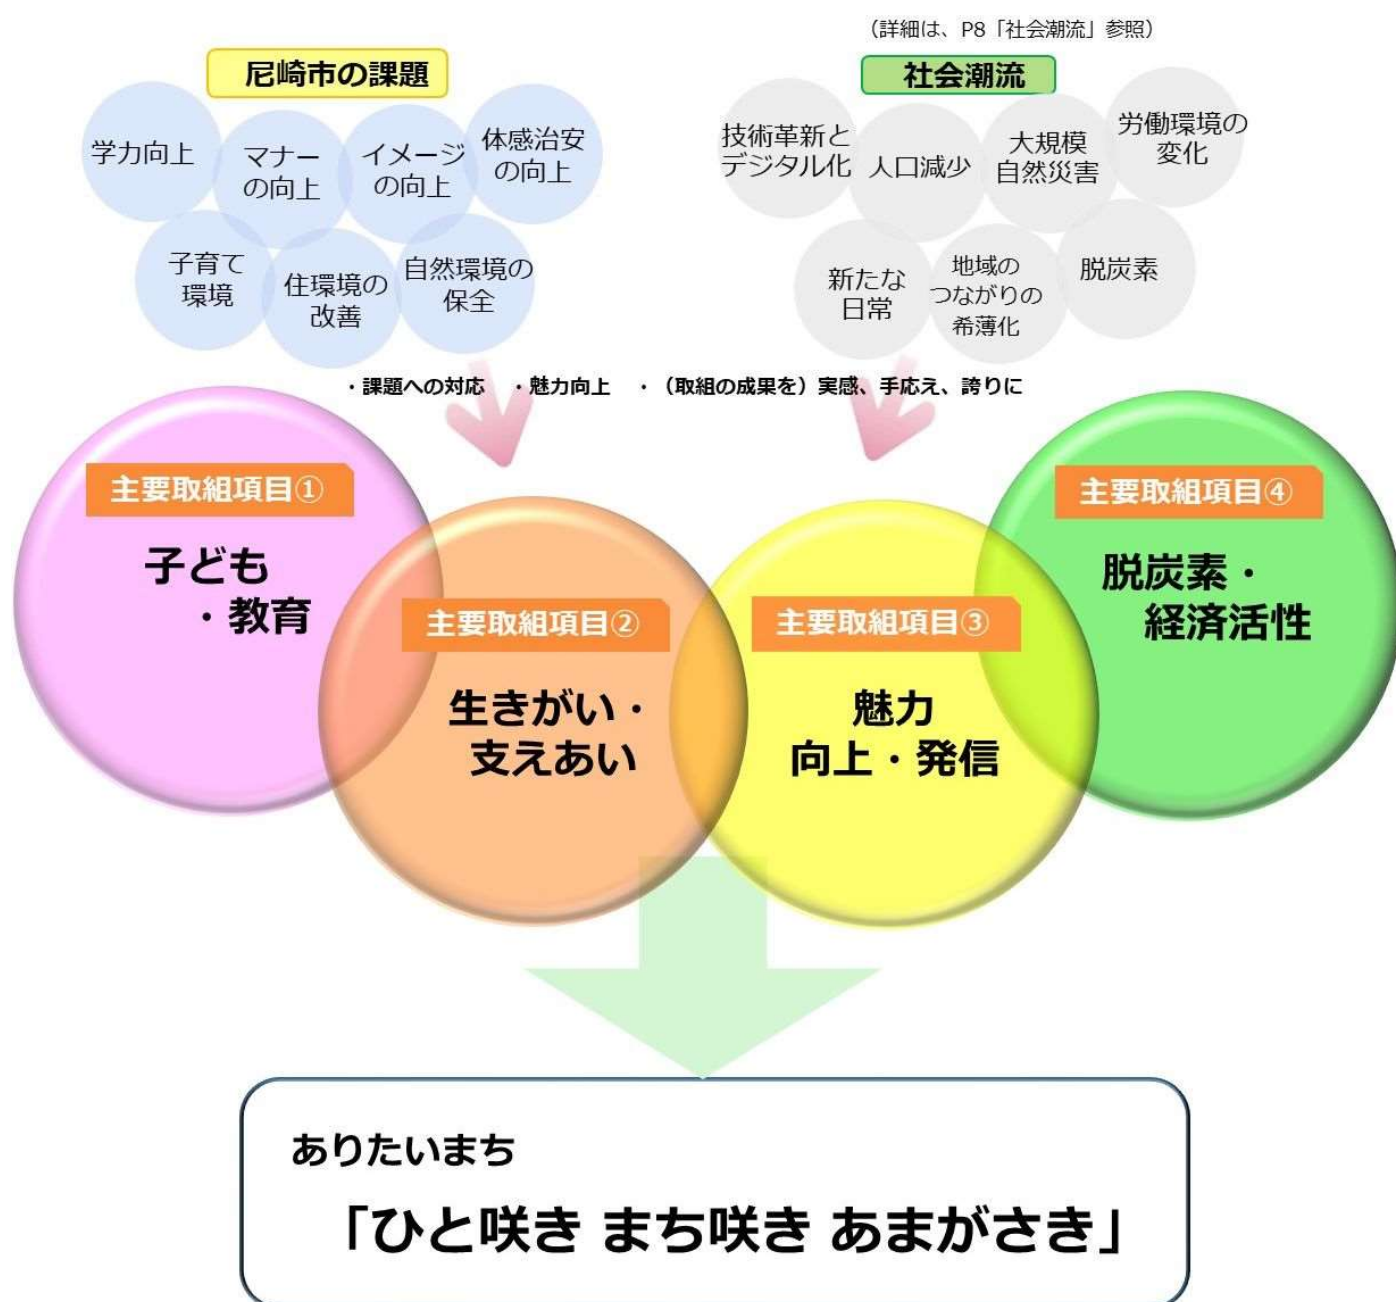 （詳細は、P8「社会潮流」参照）
尼崎市の課題
学力向上
マナー
の向上
イメージ
の向上
体感治安
の向上
子育て
環境
住環境の
改善
自然環境の
保全
社会潮流
技術革新と
デジタル化
人口減少
大規模
自然災害
労働環境の
変化
新たな
日常
地域の
つながりの
希薄化
脱炭素
・課題への対応　・魅力向上　・（取組の成果を）実感、手応え、誇りに
主要取組項目①
子ども
・教育
主要取組項目②
生きがい・
支えあい
主要取組項目③
魅力
向上・発信
主要取組項目④
脱炭素・
経済活性
ありたいまち
「ひと咲き まち咲き あまがさき」